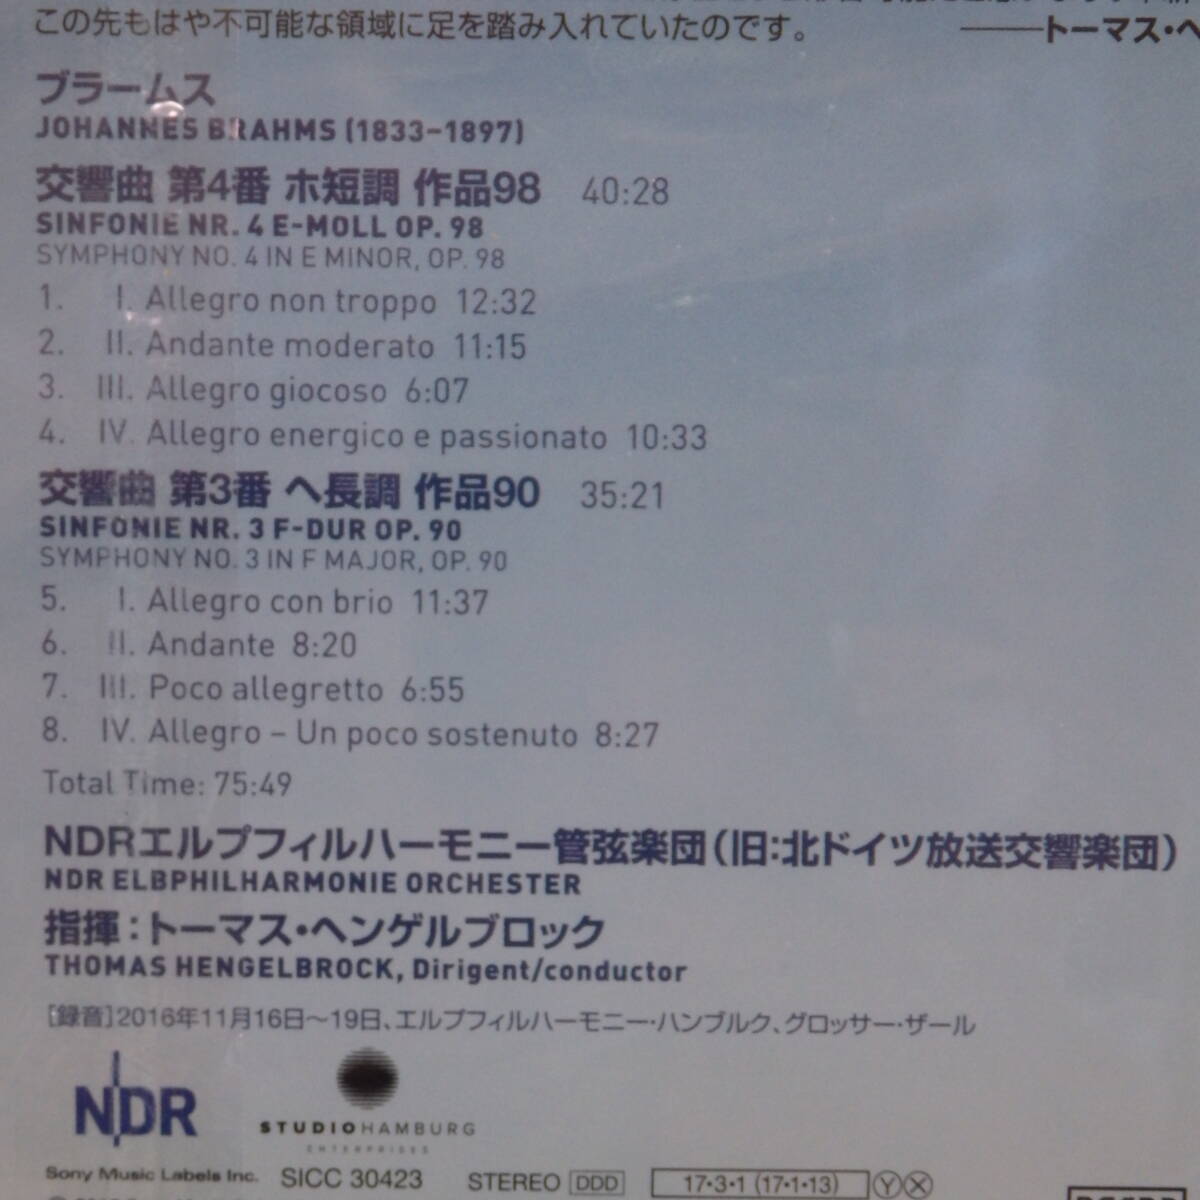 この先もはや不可能な領域に足を踏み入れていたのです。 ——トーマス・ヘ
ブラームス
JOHANNES BRAHMS (1833–1897)
交響曲 第4番 ホ短調 作品98 40:28
SINFONIE NR. 4 E-MOLL OP. 98
SYMPHONY NO. 4 IN E MINOR, OP. 98
1. I. Allegro non troppo 12:32
2. II. Andante moderato 11:15
3. III. Allegro giocoso 6:07
4. IV. Allegro energico e passionato 10:33
交響曲 第3番 ヘ長調 作品90 35:21
SINFONIE NR. 3 F-DUR OP. 90
SYMPHONY NO. 3 IN F MAJOR, OP. 90
5. I. Allegro con brio 11:37
6. II. Andante 8:20
7. III. Poco allegretto 6:55
8. IV. Allegro – Un poco sostenuto 8:27
Total Time: 75:49
NDRエルプフィルハーモニー管弦楽団（旧：北ドイツ放送交響楽団）
NDR ELBPHILHARMONIE ORCHESTER
指揮：トーマス・ヘンゲルブロック
THOMAS HENGELBROCK, Dirigent/conductor
［録音］2016年11月16日～19日、エルプフィルハーモニー・ハンブルク、グロッサー・ザール
NDR
STUDIO HAMBURG
ENTERPRISES
Sony Music Labels Inc. SICC 30423 STEREO DDD 17・3・1 (17・1・13) Y X